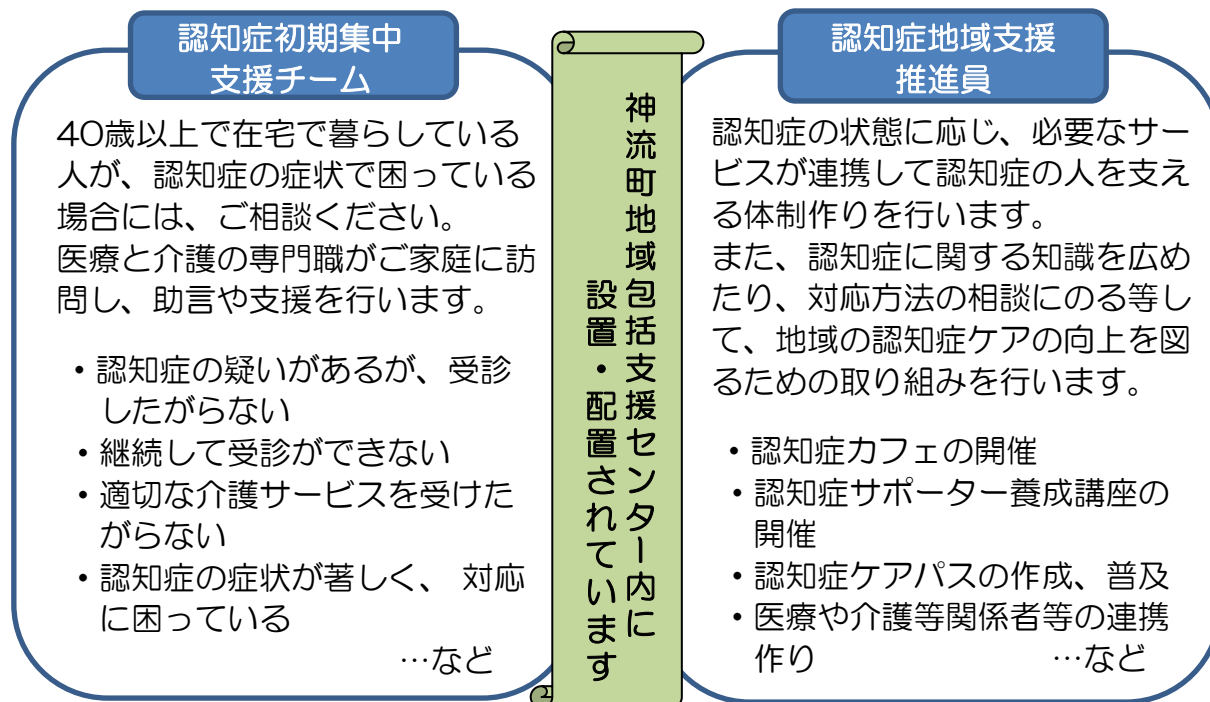 認知症初期集中
支援チーム
40歳以上で在宅で暮らしている
人が、認知症の症状で困っている
場合には、ご相談ください。
医療と介護の専門職がご家庭に訪
問し、助言や支援を行います。
・認知症の疑いがあるが、受診
したがらない
・継続して受診ができない
・適切な介護サービスを受けた
がらない
・認知症の症状が著しく、 対応
に困っている
…など
神流町地域包括支援センター内に
設置・配置されています
認知症地域支援
推進員
認知症の状態に応じ、必要なサー
ビスが連携して認知症の人を支え
る体制作りを行います。
また、認知症に関する知識を広め
たり、対応方法の相談にのる等し
て、地域の認知症ケアの向上を図
るための取り組みを行います。
・認知症カフェの開催
・認知症サポーター養成講座の
開催
・認知症ケアパスの作成、普及
・医療や介護等関係者等の連携
作り …など